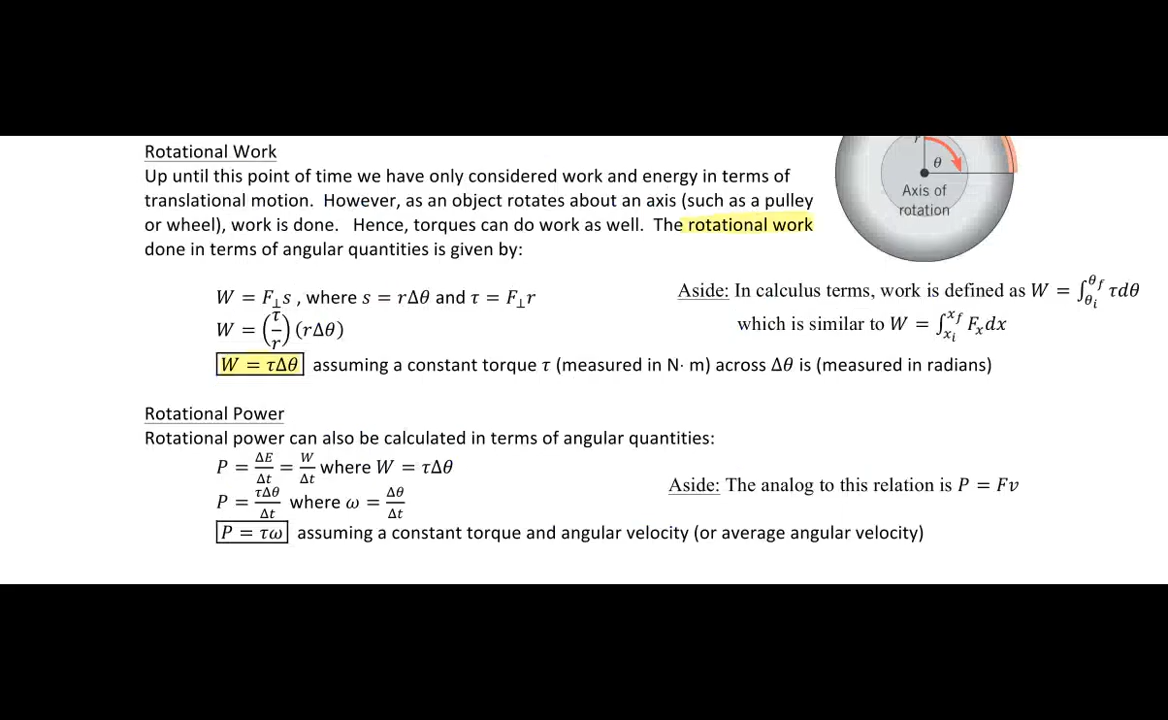 Rotational Work
Up until this point of time we have only considered work and energy in terms of
translational motion. However, as an object rotates about an axis (such as a pulley
or wheel), work is done. Hence, torques can do work as well. The rotational work
done in terms of angular quantities is given by:
r
θ
Axis of
rotation
W = F⊥s , where s = rΔθ and τ = F⊥r
W = (τ/r) (rΔθ)
W = τΔθ assuming a constant torque τ (measured in N· m) across Δθ is (measured in radians)
Aside: In calculus terms, work is defined as W = ∫_{θi}^{θf} τdθ
which is similar to W = ∫_{xi}^{xf} F_x dx
Rotational Power
Rotational power can also be calculated in terms of angular quantities:
P = ΔE/Δt = W/Δt where W = τΔθ
P = τΔθ/Δt where ω = Δθ/Δt
P = τω assuming a constant torque and angular velocity (or average angular velocity)
Aside: The analog to this relation is P = Fv